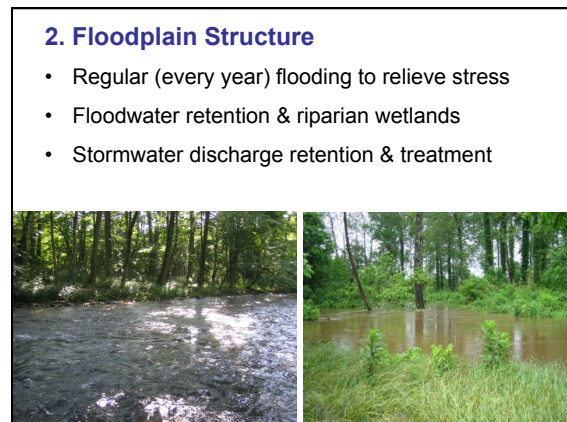 2. Floodplain Structure
• Regular (every year) flooding to relieve stress
• Floodwater retention & riparian wetlands
• Stormwater discharge retention & treatment